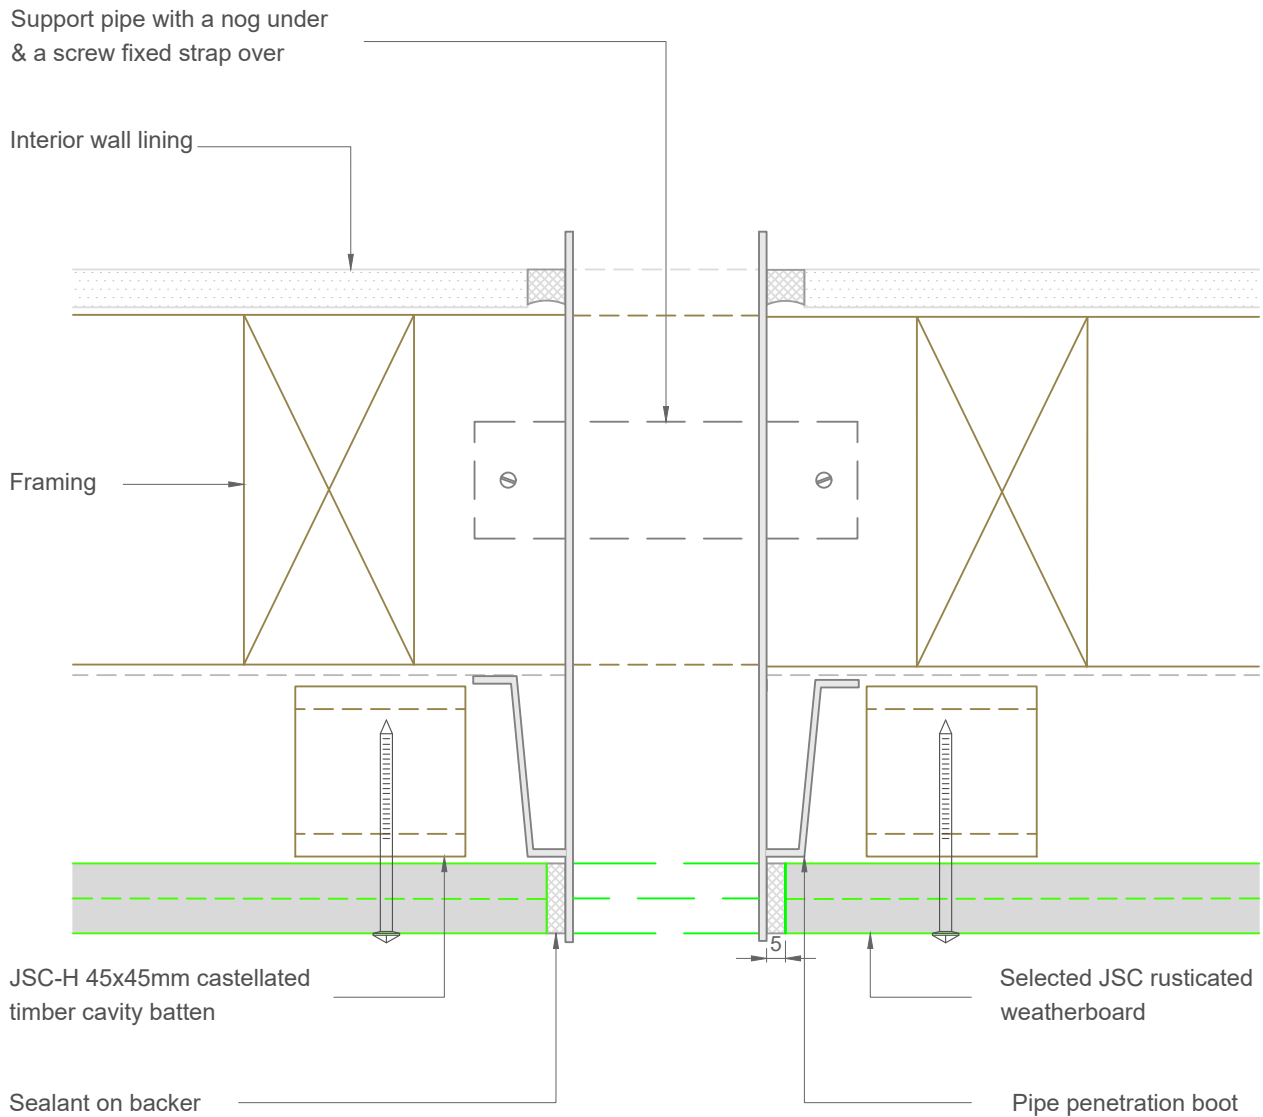 Support pipe with a nog under
& a screw fixed strap over
Interior wall lining
Framing
5
JSC-H 45x45mm castellated
timber cavity batten
Selected JSC rusticated
weatherboard
Sealant on backer
Pipe penetration boot